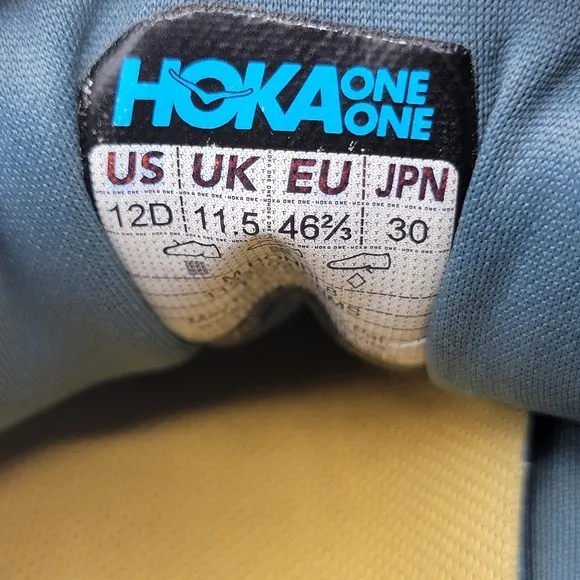 HOKA ONE ONE
US UK EU JPN
12D 11.5 46⅔ 30